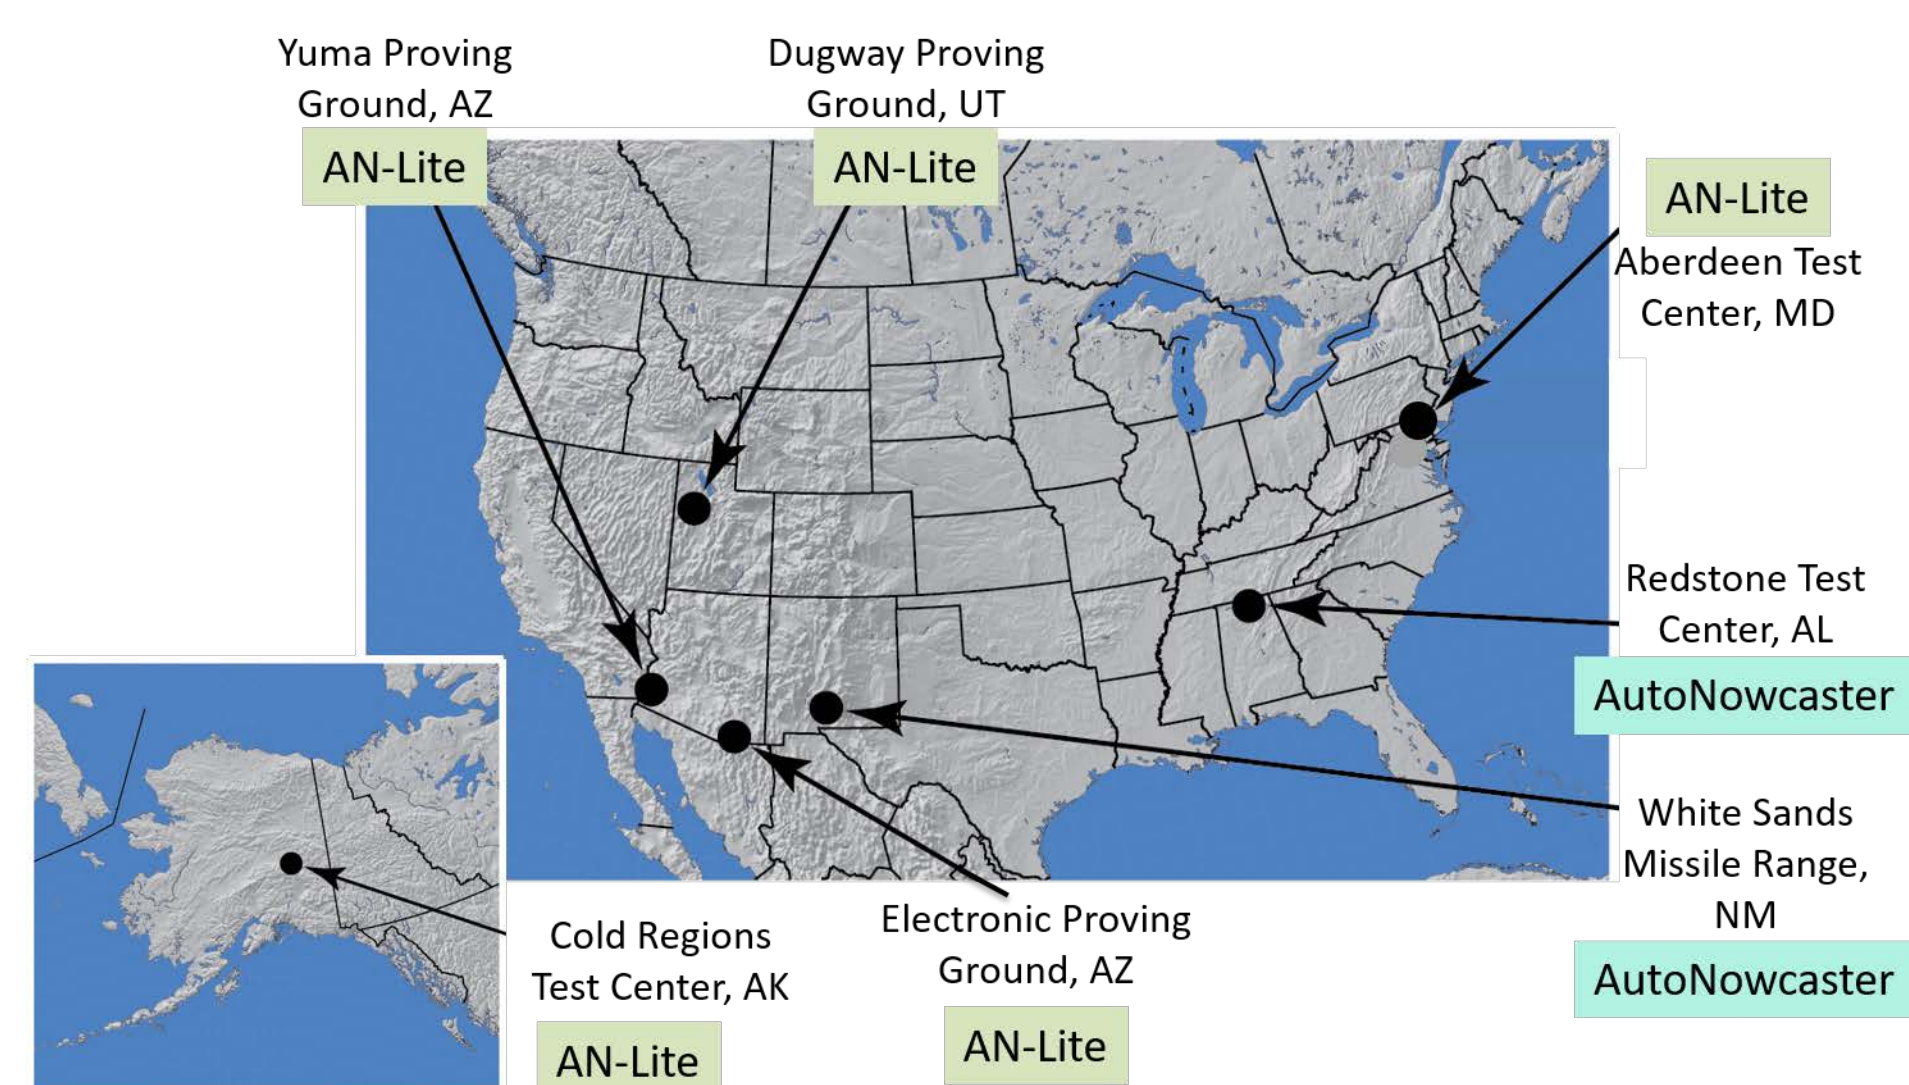 Yuma Proving
Ground, AZ
AN-Lite
Dugway Proving
Ground, UT
AN-Lite
AN-Lite
Aberdeen Test
Center, MD
Redstone Test
Center, AL
AutoNowcaster
White Sands
Missile Range,
NM
AutoNowcaster
Electronic Proving
Ground, AZ
AN-Lite
Cold Regions
Test Center, AK
AN-Lite